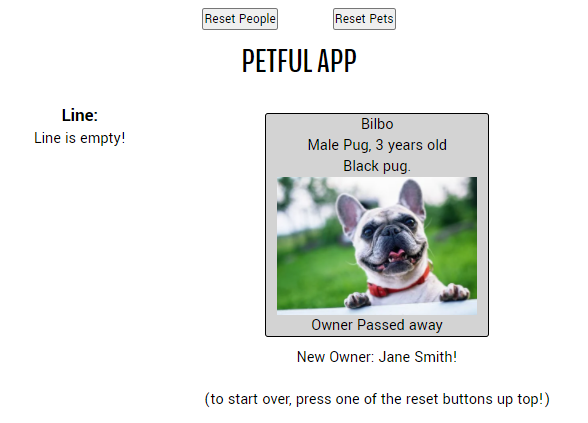 Reset People
Reset Pets
PETFUL APP
Line:
Line is empty!
Bilbo
Male Pug, 3 years old
Black pug.
Owner Passed away
New Owner: Jane Smith!
(to start over, press one of the reset buttons up top!)